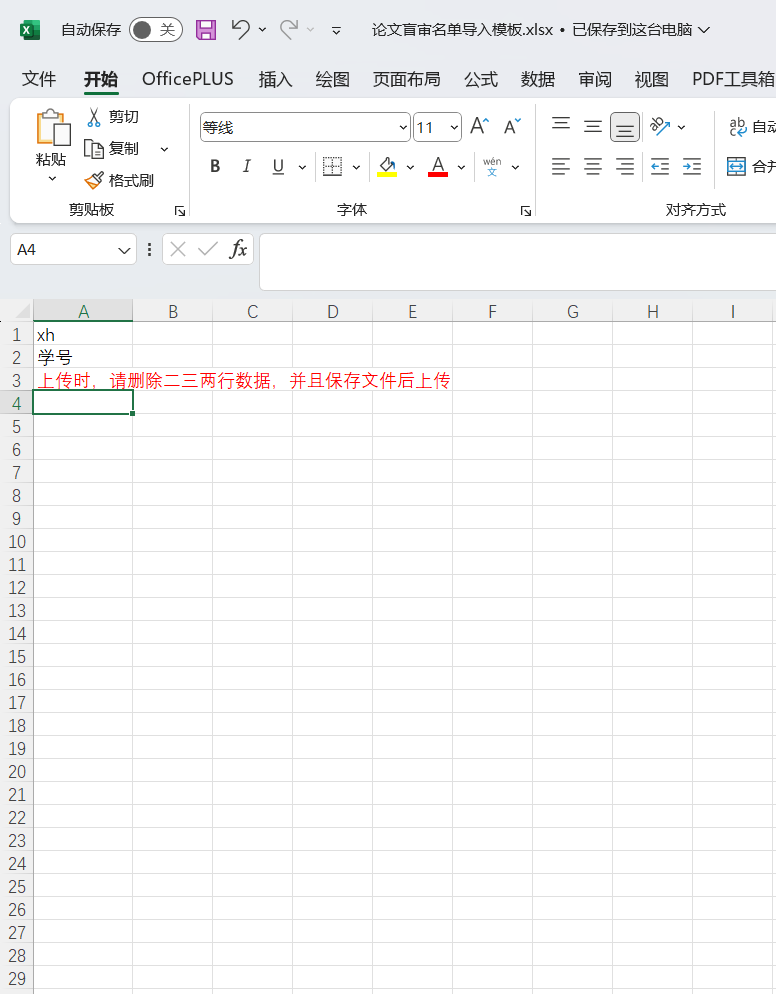 自动保存 关 论文盲审名单导入模板.xlsx • 已保存到这台电脑
文件 开始 OfficePLUS 插入 绘图 页面布局 公式 数据 审阅 视图 PDF工具箱
粘贴 剪切 复制 格式刷
等线 11
B I U A wén 文
ab 自动
合并
剪贴板 字体 对齐方式
A4 fx
A B C D E F G H I
1 xh
2 学号
3 上传时，请删除二三两行数据，并且保存文件后上传
4
5
6
7
8
9
10
11
12
13
14
15
16
17
18
19
20
21
22
23
24
25
26
27
28
29